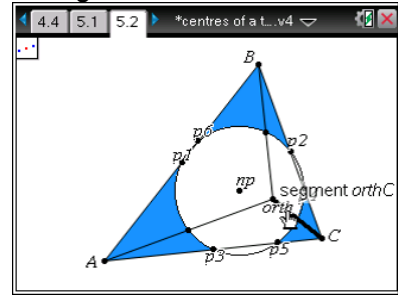 4.4 5.1 5.2 *centres of a t...v4
B
p6
p2
p1
np
segment orthC
orth
C
p3
p5
A